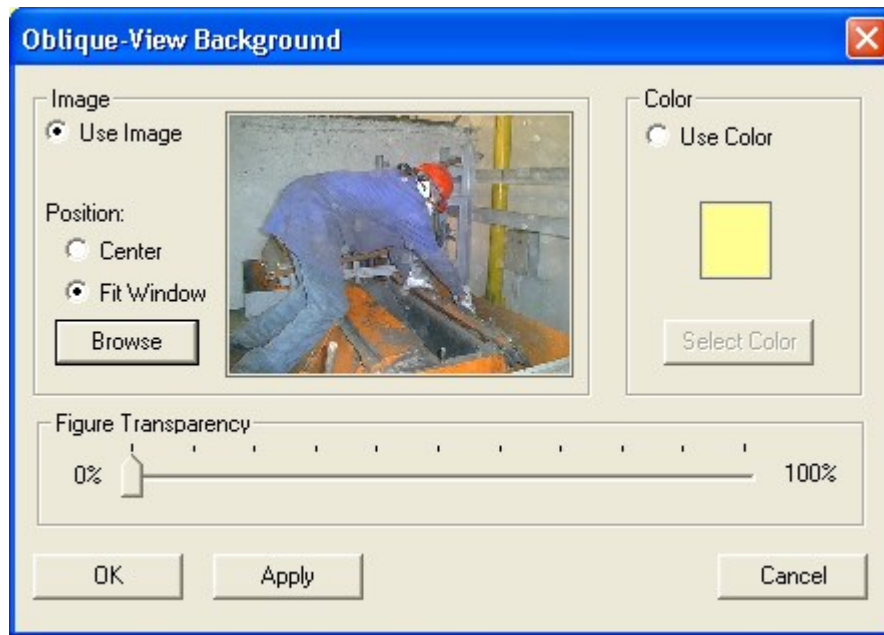 Oblique-View Background
Image
Use Image
Position:
Center
Fit Window
Browse
Color
Use Color
Select Color
Figure Transparency
0%
100%
OK
Apply
Cancel